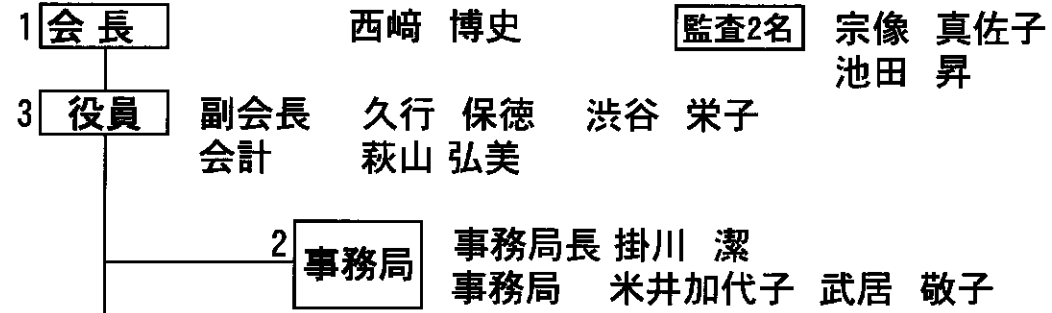 1 会長 西﨑 博史 監査2名 宗像 真佐子
池田 昇
3 役員 副会長 久行 保徳 渋谷 栄子
会計 萩山 弘美
2 事務局 事務局長 掛川 潔
事務局 米井加代子 武居 敬子